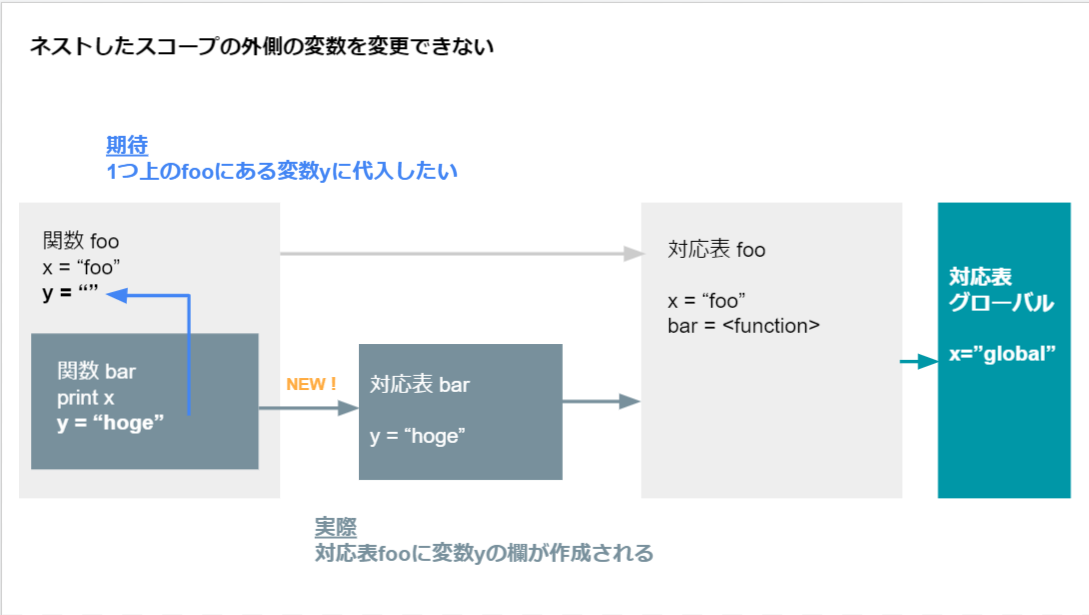 ネストしたスコープの外側の変数を変更できない
期待
1つ上のfooにある変数yに代入したい
関数 foo
x = “foo”
y = “”
関数 bar
print x
y = “hoge”
NEW !
対応表 bar
y = “hoge”
対応表 foo
x = “foo”
bar = <function>
対応表
グローバル
x=”global”
実際
対応表fooに変数yの欄が作成される